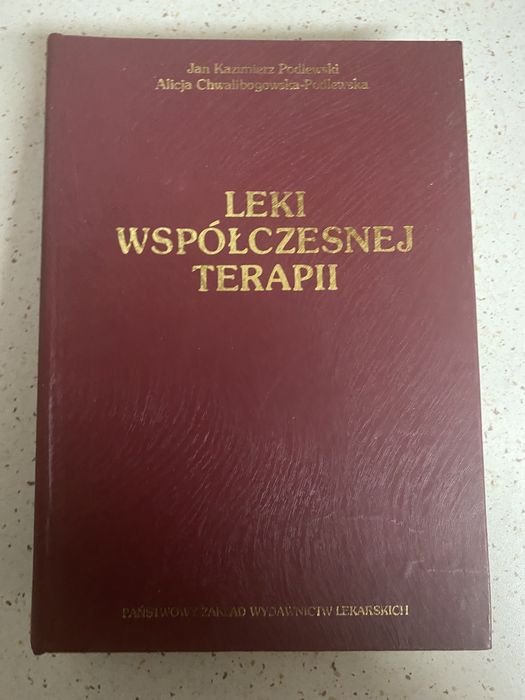 Jan Kazimierz Podlewski
Alicja Chwalibogowska-Podlewska
LEKI
WSPÓŁCZESNEJ
TERAPII
PAŃSTWOWY ZAKŁAD WYDAWNICTW LEKARSKICH